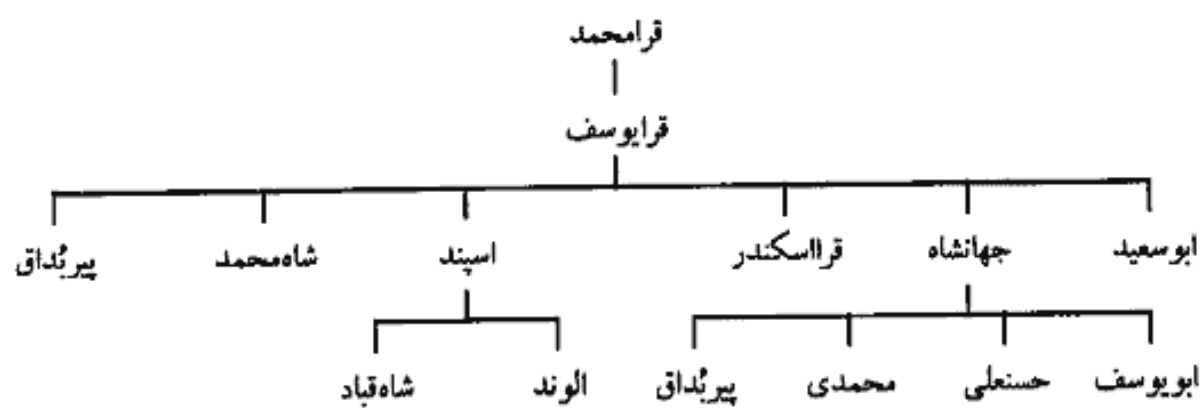 قرامحمد
قرایوسف
ابوسعید جهانشاه قرااسکندر اسپند شاه‌محمد پیربُداق
ابویوسف حسنعلی محمدی پیربُداق الوند شاه‌قباد